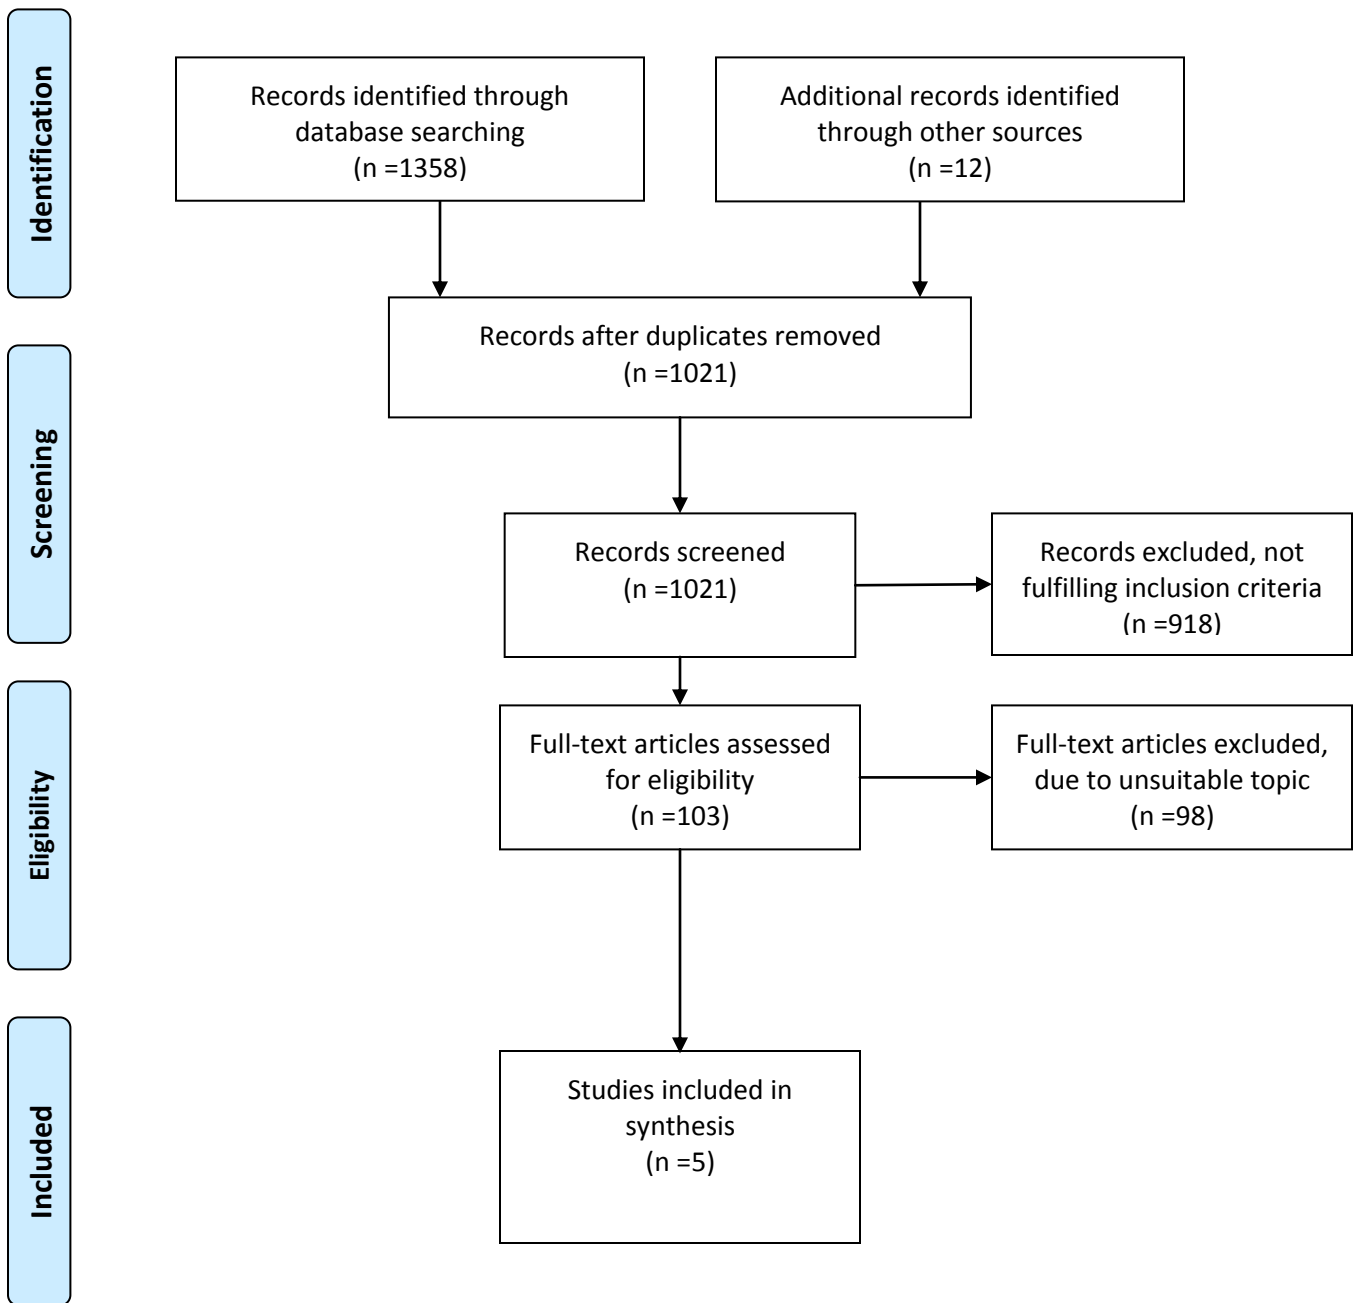 Identification
Records identified through
database searching
(n =1358)
Additional records identified
through other sources
(n =12)
Records after duplicates removed
(n =1021)
Screening
Records screened
(n =1021)
Records excluded, not
fulfilling inclusion criteria
(n =918)
Eligibility
Full-text articles assessed
for eligibility
(n =103)
Full-text articles excluded,
due to unsuitable topic
(n =98)
Included
Studies included in
synthesis
(n =5)